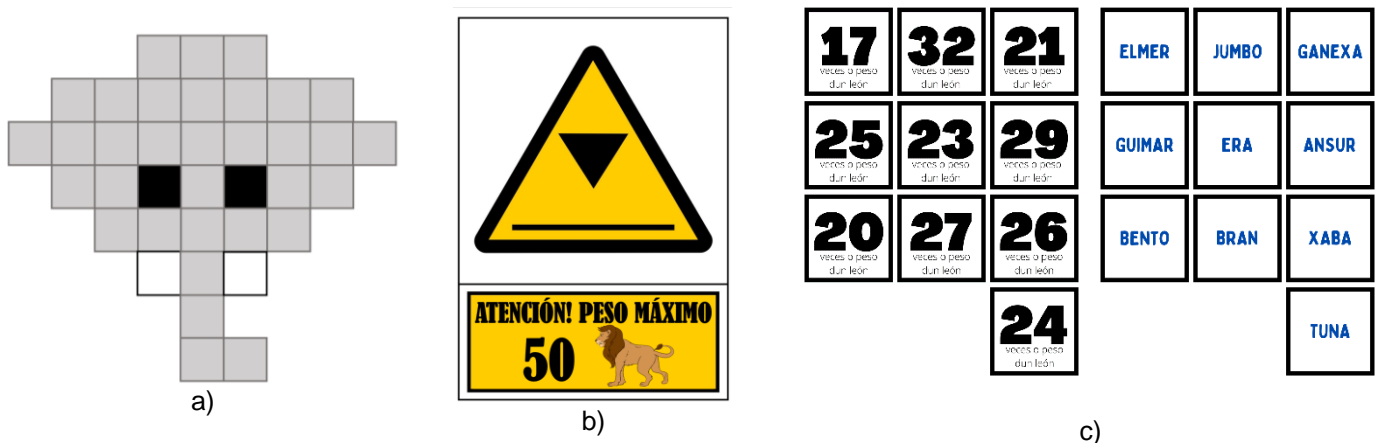 ATENCIÓN! PESO MÁXIMO
50
17
veces o peso
dun león
32
veces o peso
dun león
21
veces o peso
dun león
25
veces o peso
dun león
23
veces o peso
dun león
29
veces o peso
dun león
20
veces o peso
dun león
27
veces o peso
dun león
26
veces o peso
dun león
24
veces o peso
dun león
ELMER
JUMBO
GANEXA
GUIMAR
ERA
ANSUR
BENTO
BRAN
XABA
TUNA
a)
b)
c)